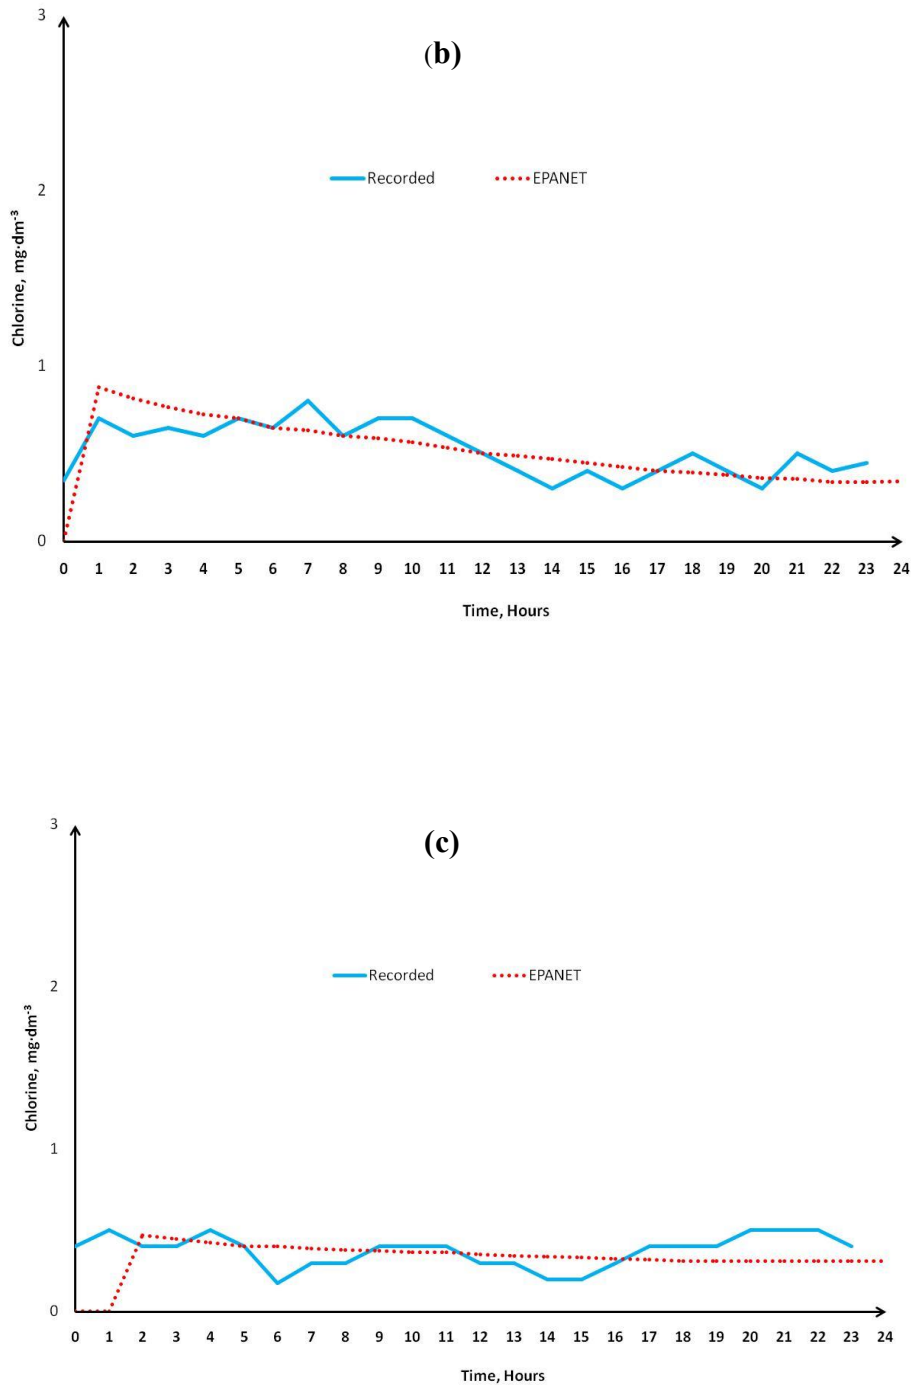 (b)
3
2
1
0
Chlorine, mg·dm⁻³
Recorded EPANET
0 1 2 3 4 5 6 7 8 9 10 11 12 13 14 15 16 17 18 19 20 21 22 23 24
Time, Hours
(c)
3
2
1
0
Chlorine, mg·dm⁻³
Recorded EPANET
0 1 2 3 4 5 6 7 8 9 10 11 12 13 14 15 16 17 18 19 20 21 22 23 24
Time, Hours